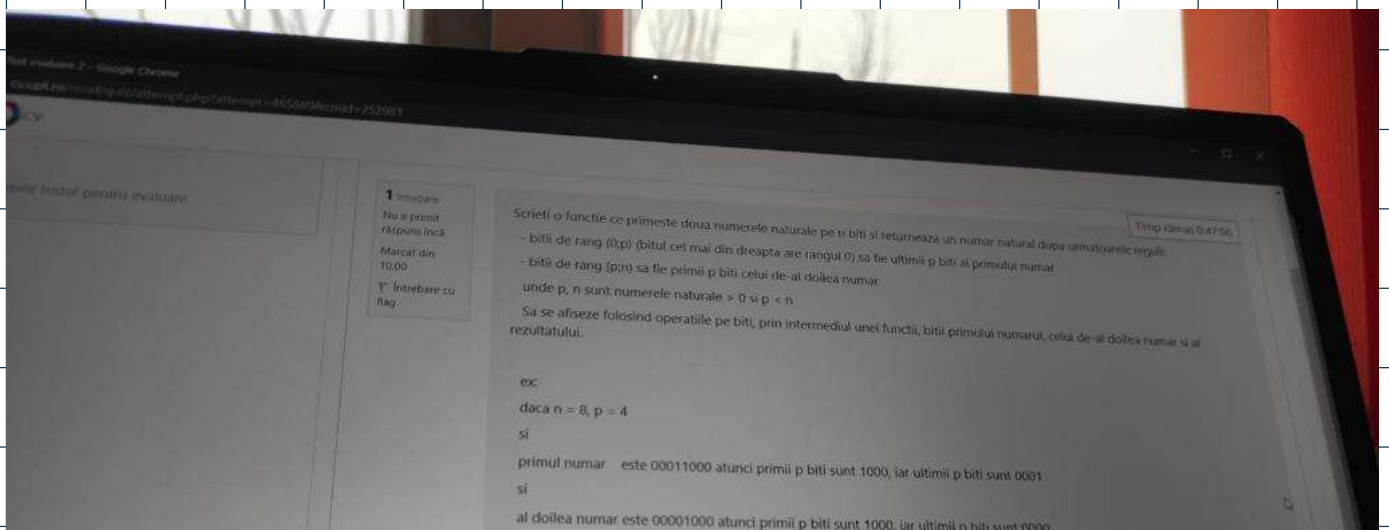 Test evaluare 2 – Google Chrome
CV
testul pentru evaluare
1 Întrebare
Nu a primit răspuns încă
Marcat din 10,00
Întrebare cu flag
Timp rămas 0:47:56
Scrieti o functie ce primeste doua numerele naturale pe n biti si returneaza un numar natural dupa urmatoarele reguli:
- bitii de rang (0;p) (bitul cel mai din dreapta are rangul 0) sa fie ultimii p biti ai primului numar
- bitii de rang [p;n) sa fie primii p biti celui de-al doilea numar.
unde p, n sunt numerele naturale > 0 si p < n
Sa se afiseze folosind operatiile pe biti, prin intermediul unei functii, bitii primului numarul, celui de-al doilea numar si al
rezultatului.
ex:
daca n = 8, p = 4
si
primul numar este 00011000 atunci primii p biti sunt 1000, iar ultimii p biti sunt 0001
si
al doilea numar este 00001000 atunci primii p biti sunt 1000, iar ultimii p biti sunt 0000